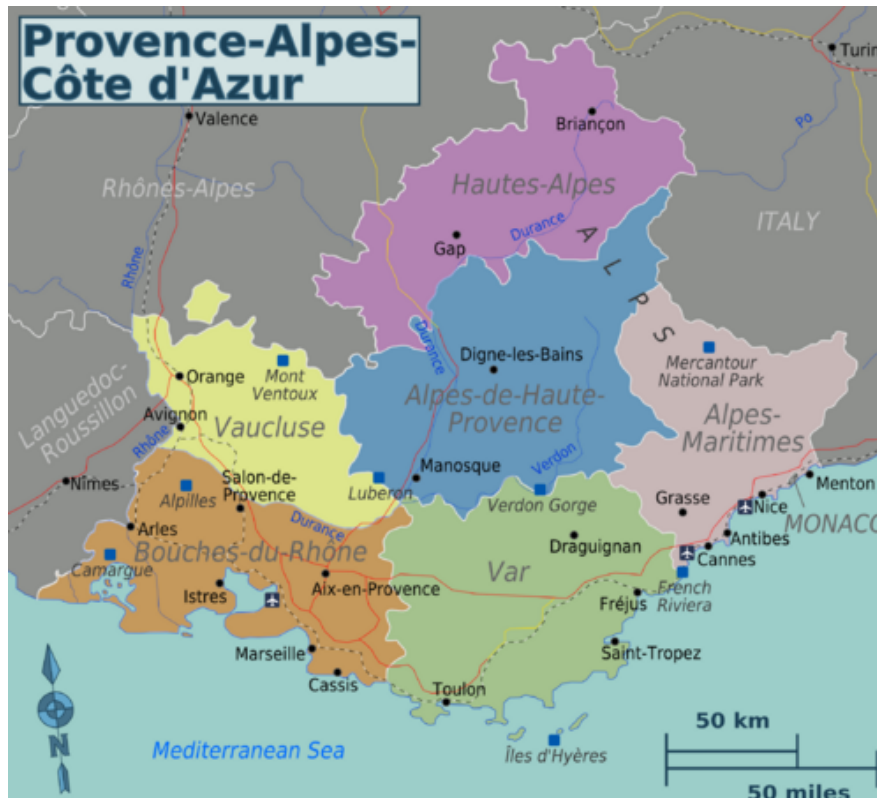 Provence-Alpes-
Côte d'Azur
Turin
Valence
Briançon
Po
Rhônes-Alpes
Hautes-Alpes
Durance
ITALY
Gap
ALPS
Rhône
Durance
Orange
Mont
Ventoux
Digne-les-Bains
Mercantour
National Park
Languedoc-
Roussillon
Avignon
Vaucluse
Alpes-de-Haute-
Provence
Alpes-
Maritimes
Rhône
Verdon
Nîmes
Salon-de-
Provence
Alpilles
Luberon
Manosque
Verdon Gorge
Grasse
Nice
Menton
MONACO
Durance
Arles
Bouches-du-Rhône
Draguignan
Antibes
Cannes
Camargue
Istres
Aix-en-Provence
Var
Fréjus
French
Riviera
Marseille
Saint-Tropez
Cassis
Toulon
Mediterranean Sea
Îles d'Hyères
N
50 km
50 miles